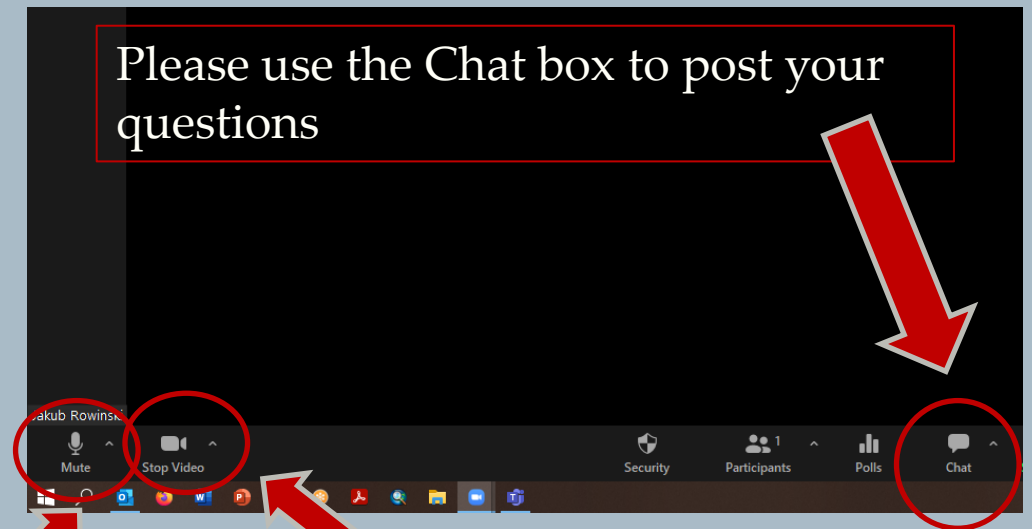 Please use the Chat box to post your
questions
Jakub Rowinski
1
Mute
Stop Video
Security
Participants
Polls
Chat